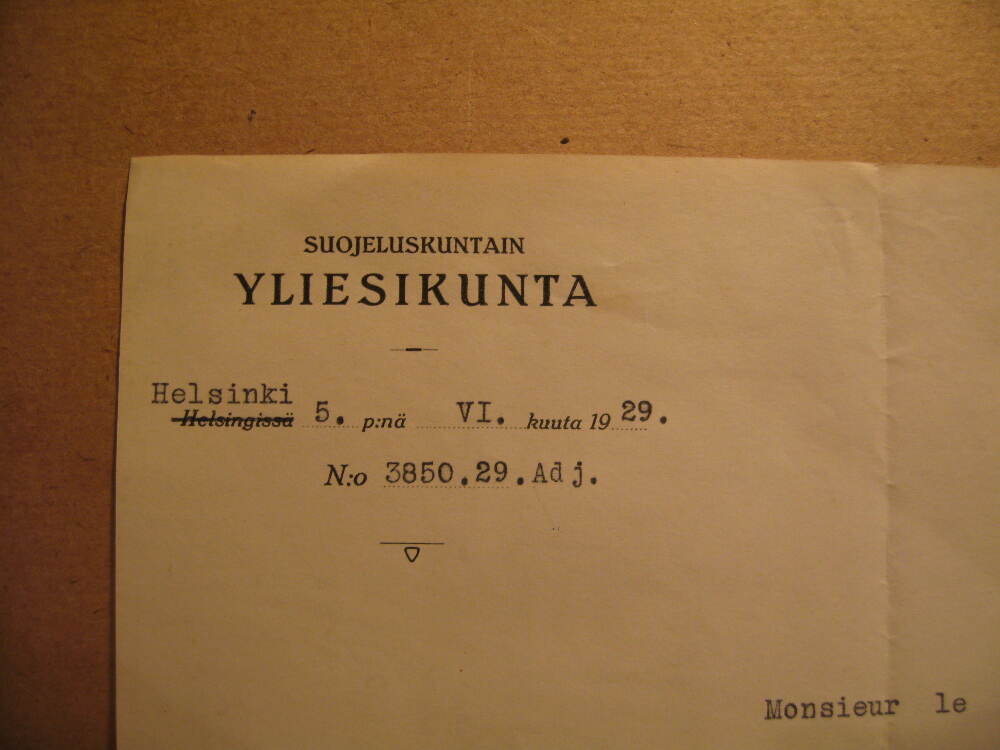 SUOJELUSKUNTAIN
YLIESIKUNTA
Helsinki
Helsingissä 5. p:nä VI. kuuta 1929.
N:o 3850.29.Adj.
Monsieur le